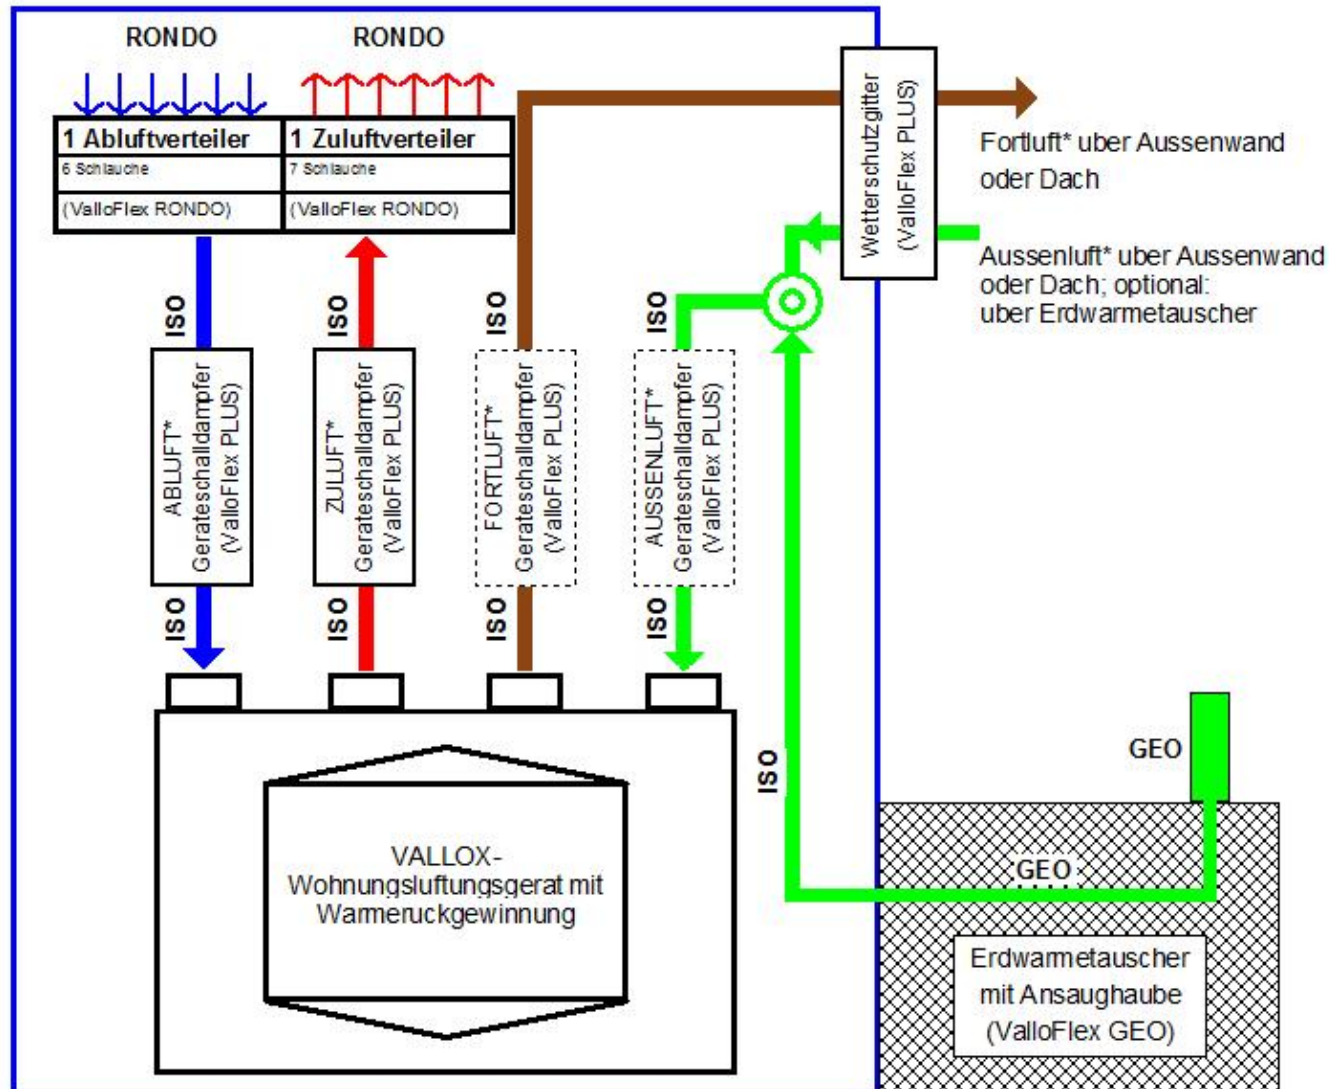 RONDO
RONDO
1 Abluftverteiler
6 Schlauche
(ValloFlex RONDO)
1 Zuluftverteiler
7 Schlauche
(ValloFlex RONDO)
Wetterschutzgitter
(ValloFlex PLUS)
Fortluft* uber Aussenwand
oder Dach
Aussenluft* uber Aussenwand
oder Dach; optional:
uber Erdwarmetauscher
ISO
ISO
ISO
ISO
ABLUFT*
Gerateschalldampfer
(ValloFlex PLUS)
ZULUFT*
Gerateschalldampfer
(ValloFlex PLUS)
FORTLUFT*
Gerateschalldampfer
(ValloFlex PLUS)
AUSSENLUFT*
Gerateschalldampfer
(ValloFlex PLUS)
ISO
ISO
ISO
ISO
ISO
GEO
GEO
VALLOX-
Wohnungsluftungsgerat mit
Warmeruckgewinnung
Erdwarmetauscher
mit Ansaughaube
(ValloFlex GEO)